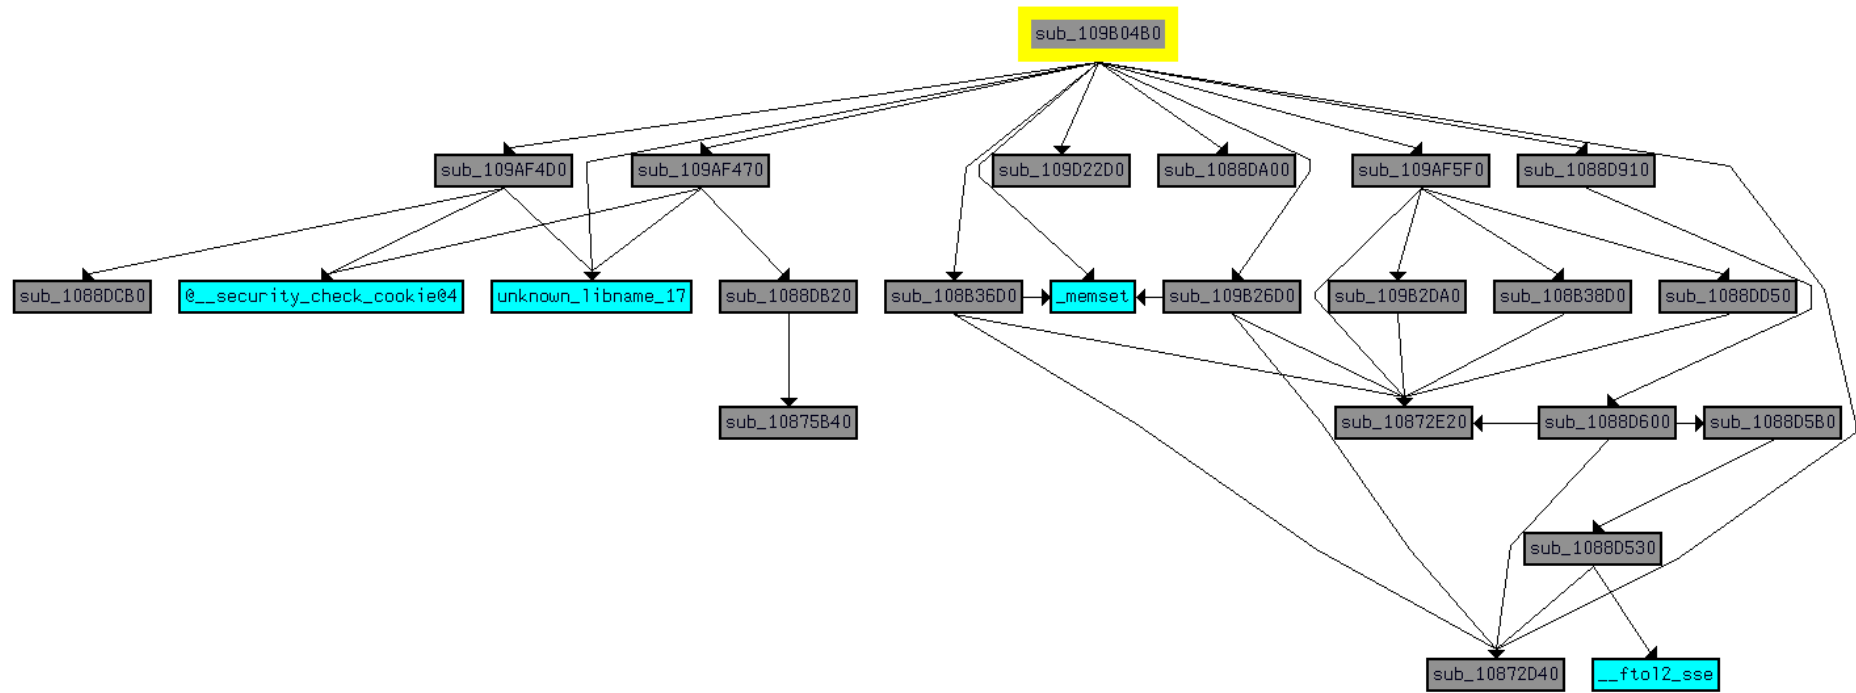 sub_109B04B0
sub_109AF4D0
sub_109AF470
sub_109D22D0
sub_1088DA00
sub_109AF5F0
sub_1088D910
sub_1088DCB0
@__security_check_cookie@4
unknown_libname_17
sub_1088DB20
sub_108B36D0
_memset
sub_109B26D0
sub_109B2DA0
sub_108B38D0
sub_1088DD50
sub_10875B40
sub_10872E20
sub_1088D600
sub_1088D5B0
sub_1088D530
sub_10872D40
__ftol2_sse